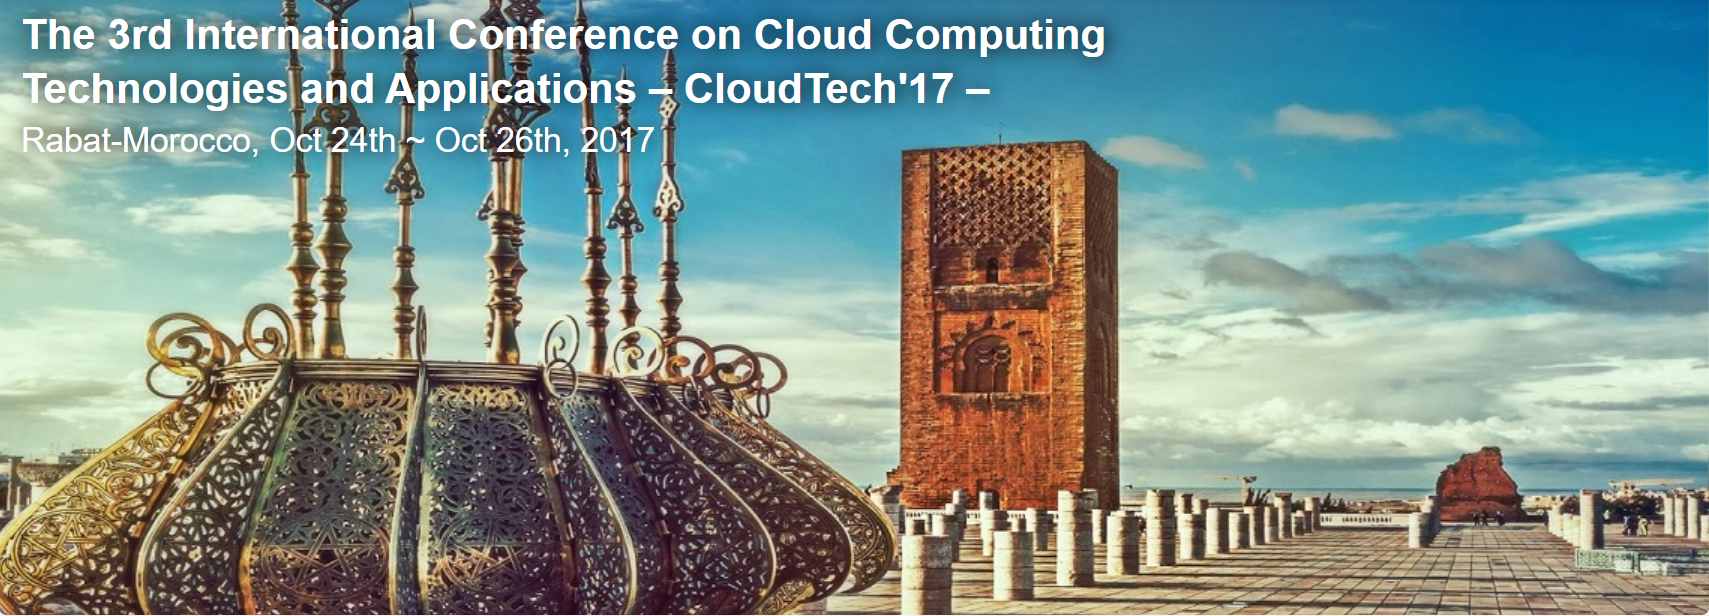 The 3rd International Conference on Cloud Computing
Technologies and Applications – CloudTech'17 –
Rabat-Morocco, Oct 24th ~ Oct 26th, 2017